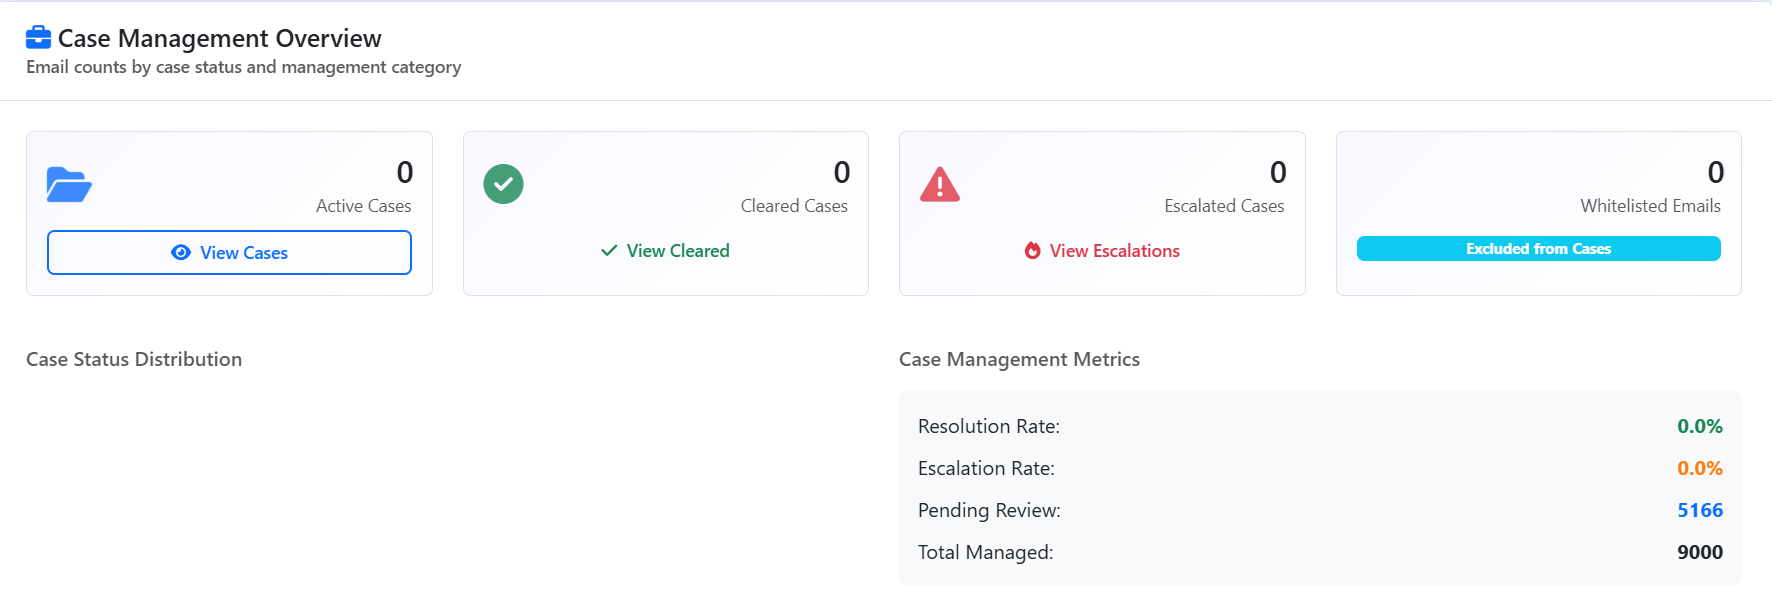 Case Management Overview
Email counts by case status and management category
0
Active Cases
View Cases
0
Cleared Cases
View Cleared
0
Escalated Cases
View Escalations
0
Whitelisted Emails
Excluded from Cases
Case Status Distribution
Case Management Metrics
Resolution Rate: 0.0%
Escalation Rate: 0.0%
Pending Review: 5166
Total Managed: 9000